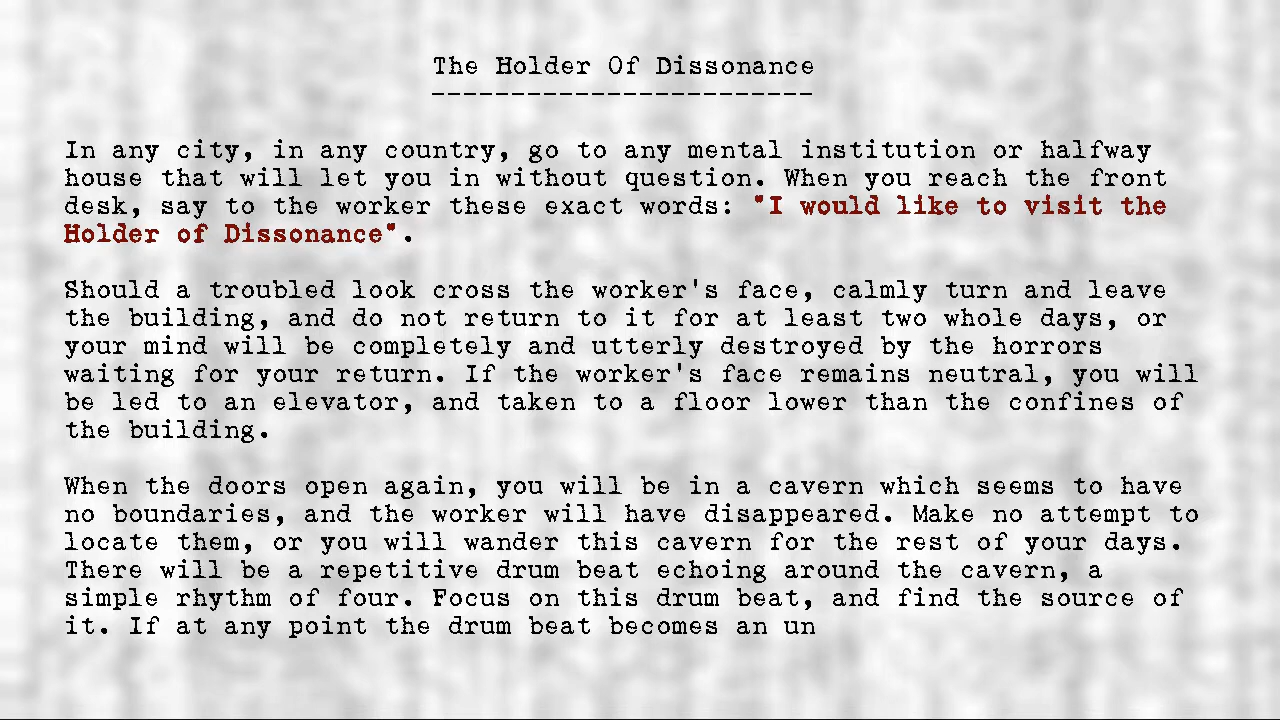 The Holder Of Dissonance
------------------------
In any city, in any country, go to any mental institution or halfway
house that will let you in without question. When you reach the front
desk, say to the worker these exact words: "I would like to visit the
Holder of Dissonance".
Should a troubled look cross the worker's face, calmly turn and leave
the building, and do not return to it for at least two whole days, or
your mind will be completely and utterly destroyed by the horrors
waiting for your return. If the worker's face remains neutral, you will
be led to an elevator, and taken to a floor lower than the confines of
the building.
When the doors open again, you will be in a cavern which seems to have
no boundaries, and the worker will have disappeared. Make no attempt to
locate them, or you will wander this cavern for the rest of your days.
There will be a repetitive drum beat echoing around the cavern, a
simple rhythm of four. Focus on this drum beat, and find the source of
it. If at any point the drum beat becomes an un